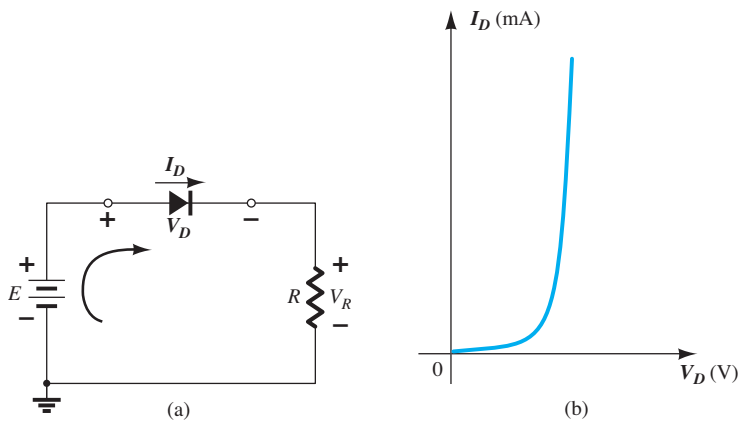 I_D (mA)
I_D
+ V_D −
+ +
E R V_R
− −
0 V_D (V)
(a) (b)